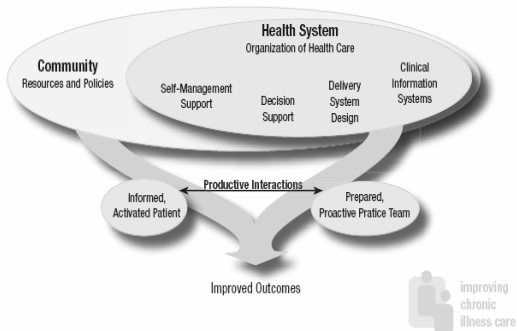 Health System
Organization of Health Care
Community
Resources and Policies
Self-Management
Support
Decision
Support
Delivery
System
Design
Clinical
Information
Systems
Productive Interactions
Informed,
Activated Patient
Prepared,
Proactive Pratice Team
Improved Outcomes
improving
chronic
illness care